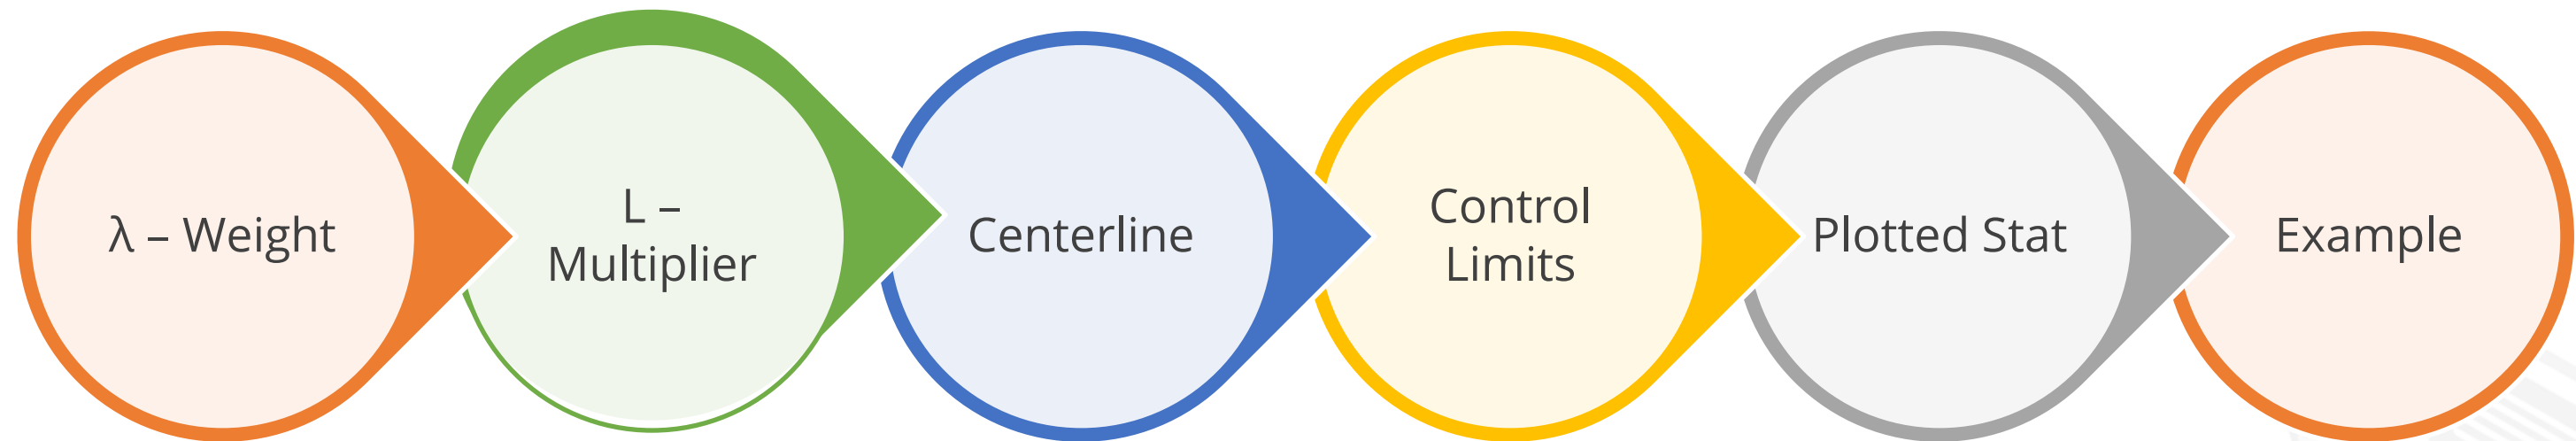 λ – Weight
L –
Multiplier
Centerline
Control
Limits
Plotted Stat
Example